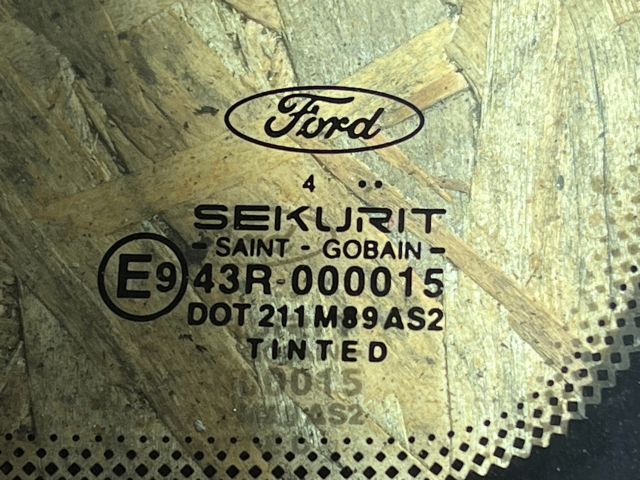 Ford
4 ••
SEKURIT
- SAINT - GOBAIN -
E9 43R-000015
DOT 211 M89 AS2
TINTED